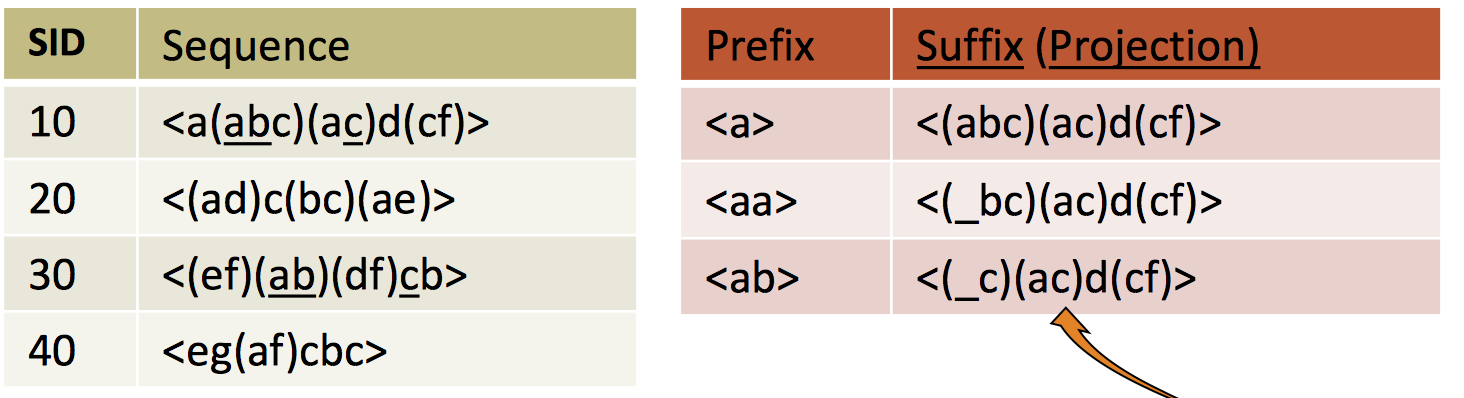 SID Sequence
10 <a(abc)(ac)d(cf)>
20 <(ad)c(bc)(ae)>
30 <(ef)(ab)(df)cb>
40 <eg(af)cbc>
Prefix Suffix (Projection)
<a> <(abc)(ac)d(cf)>
<aa> <(_bc)(ac)d(cf)>
<ab> <(_c)(ac)d(cf)>